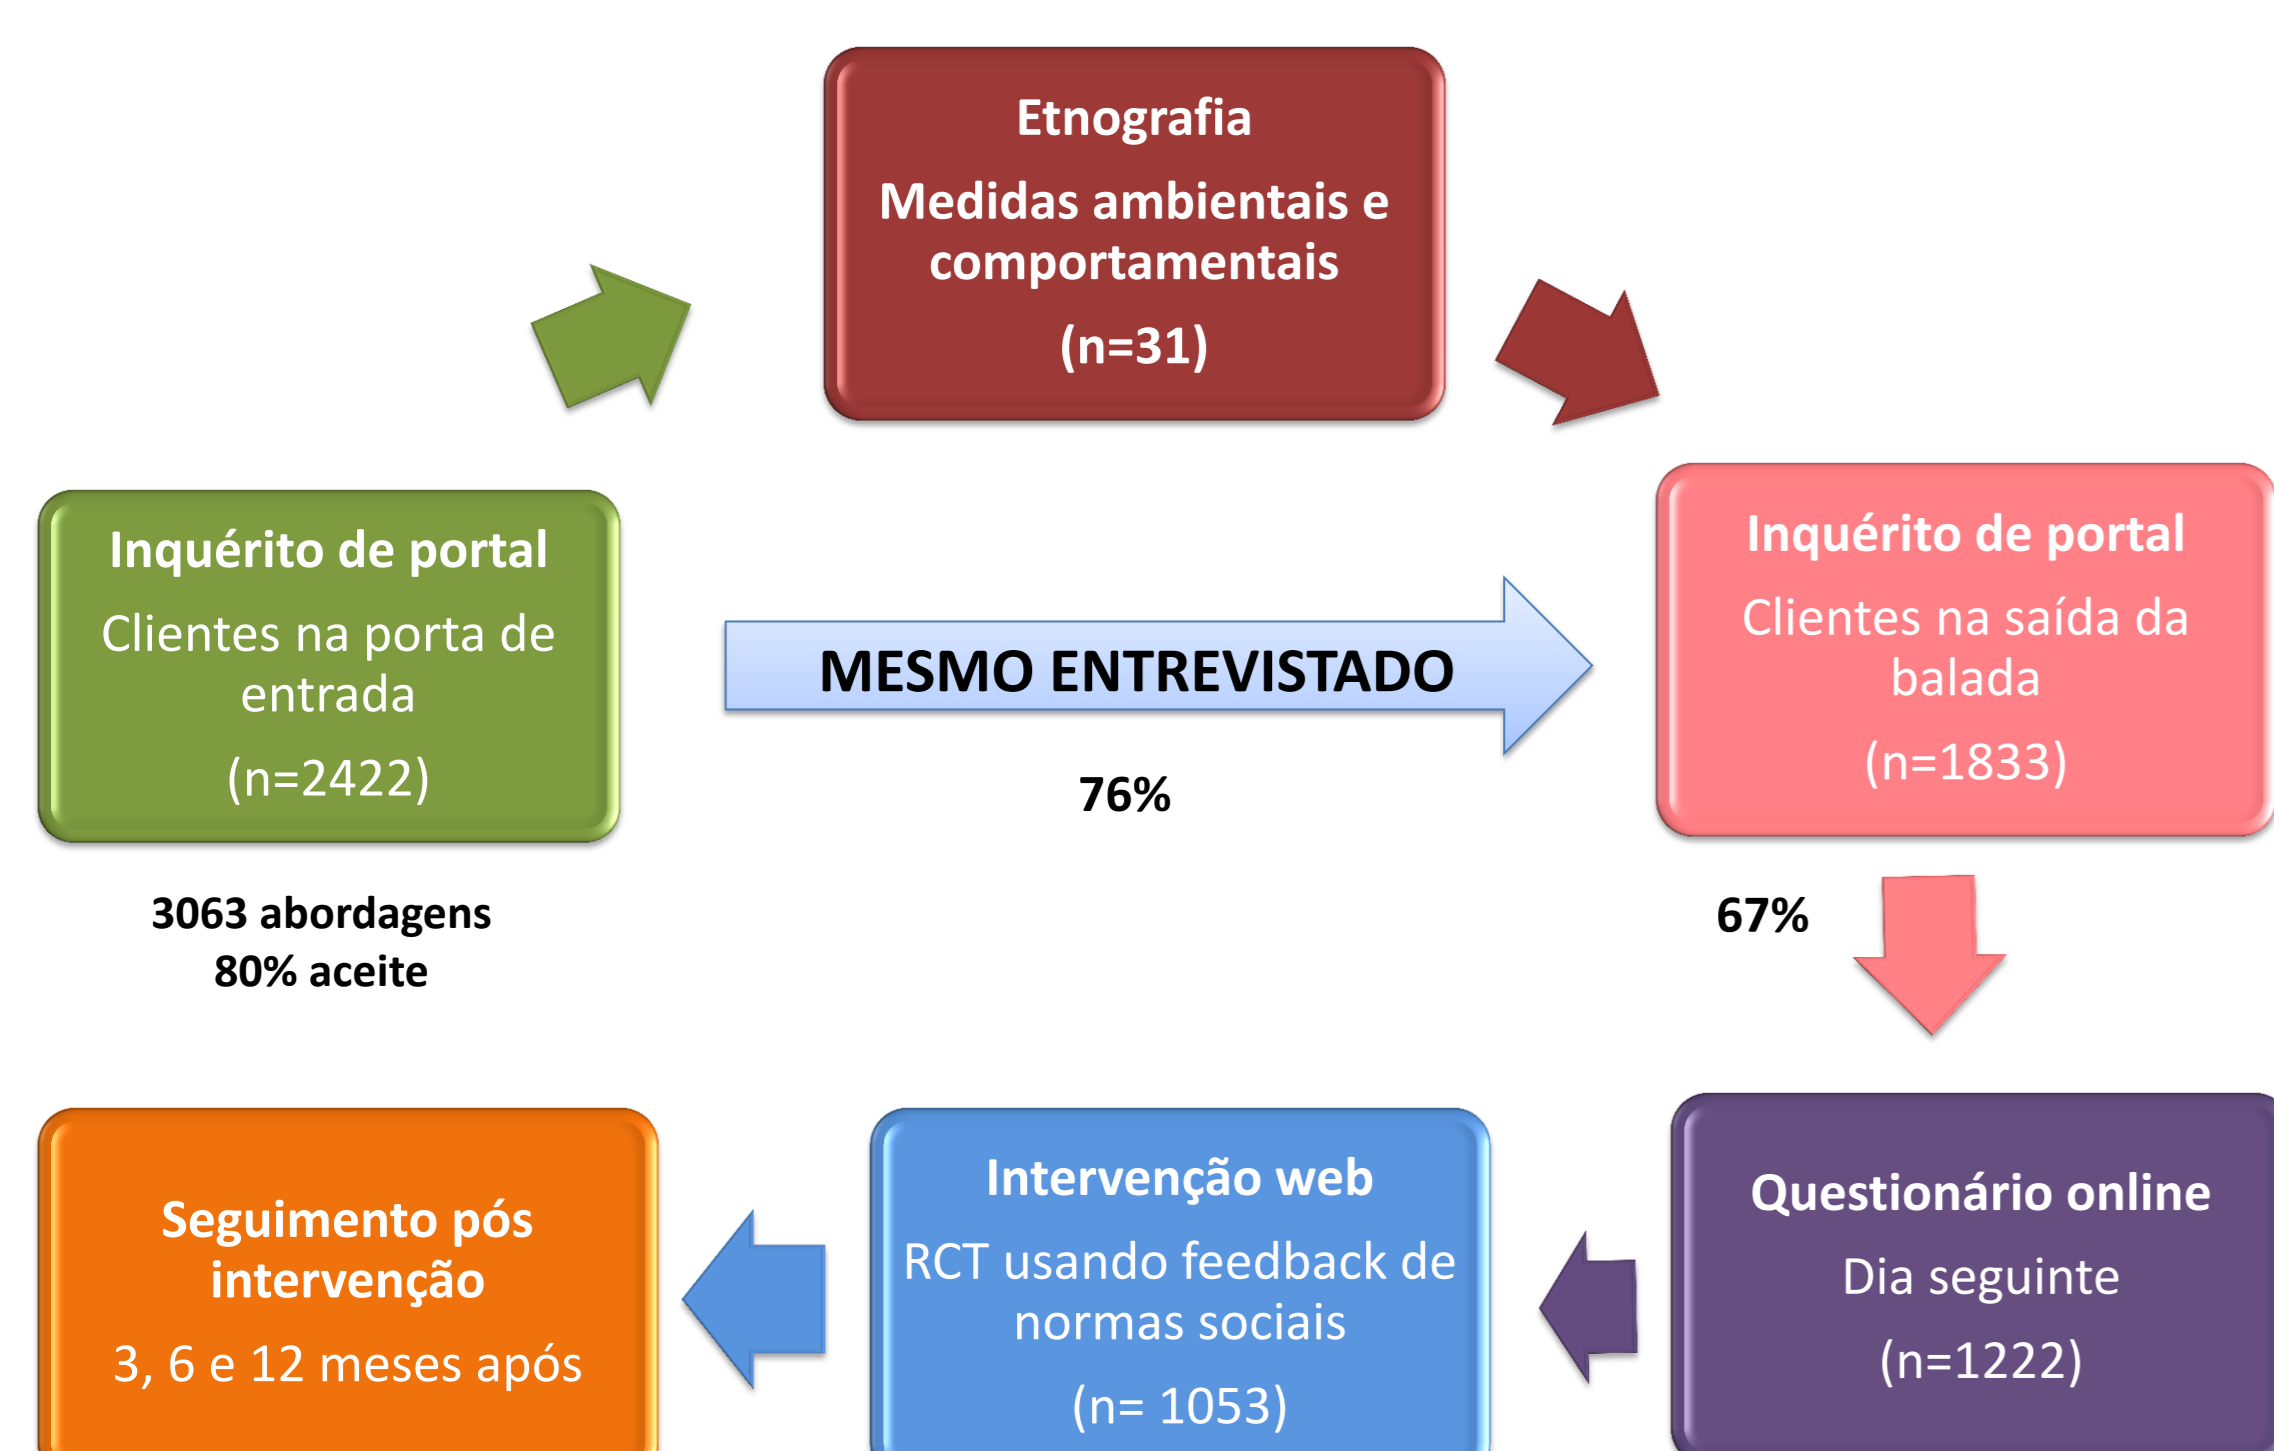 Etnografia
Medidas ambientais e
comportamentais
(n=31)
Inquérito de portal
Clientes na porta de
entrada
(n=2422)
MESMO ENTREVISTADO
76%
Inquérito de portal
Clientes na saída da
balada
(n=1833)
3063 abordagens
80% aceite
67%
Seguimento pós
intervenção
3, 6 e 12 meses após
Intervenção web
RCT usando feedback de
normas sociais
(n= 1053)
Questionário online
Dia seguinte
(n=1222)